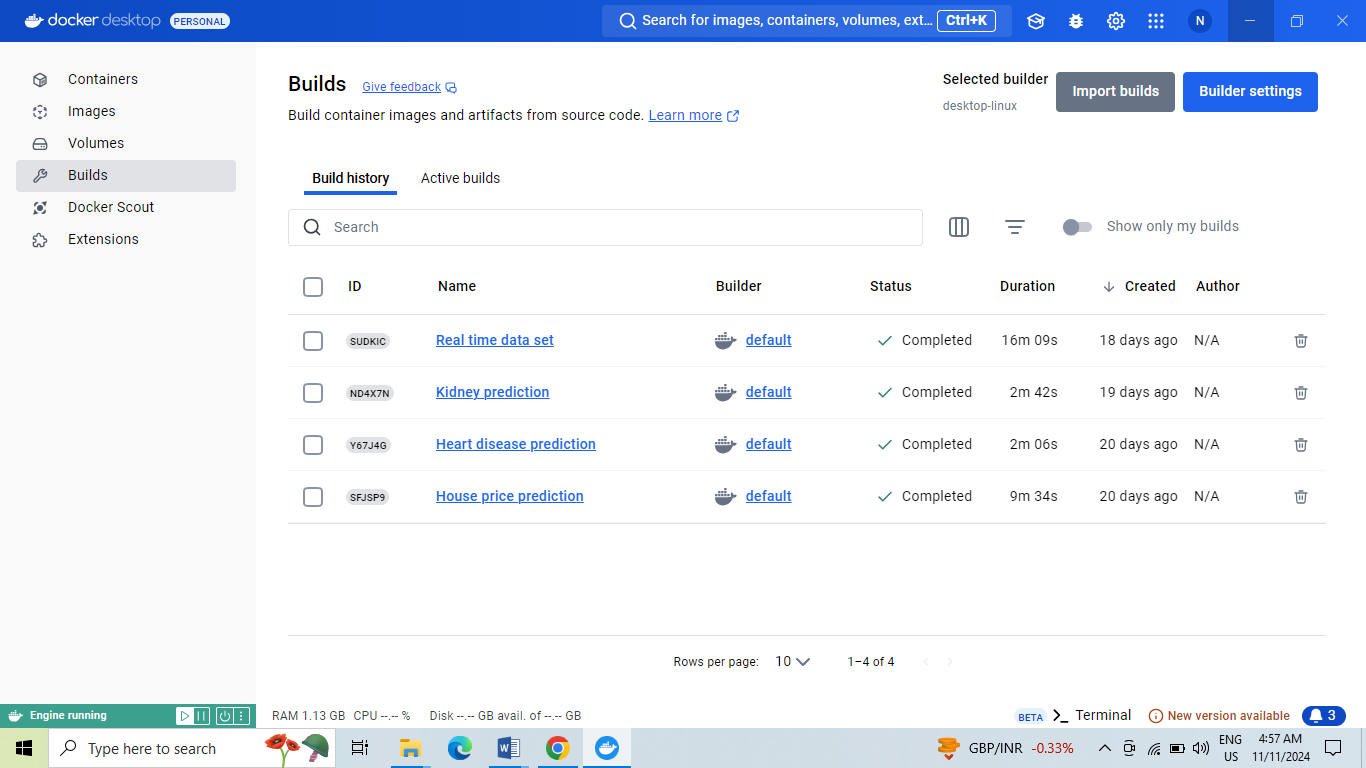 docker desktop PERSONAL
Search for images, containers, volumes, ext... Ctrl+K
N
Containers
Images
Volumes
Builds
Docker Scout
Extensions
Builds Give feedback
Build container images and artifacts from source code. Learn more
Selected builder
desktop-linux
Import builds
Builder settings
Build history Active builds
Search
Show only my builds
ID Name Builder Status Duration Created Author
SUDKIC Real time data set default Completed 16m 09s 18 days ago N/A
ND4X7N Kidney prediction default Completed 2m 42s 19 days ago N/A
Y67J4G Heart disease prediction default Completed 2m 06s 20 days ago N/A
SFJSP9 House price prediction default Completed 9m 34s 20 days ago N/A
Rows per page: 10 1–4 of 4
Engine running
RAM 1.13 GB CPU --.-- % Disk --.-- GB avail. of --.-- GB
BETA >_ Terminal New version available 3
Type here to search
GBP/INR -0.33%
ENG
US
4:57 AM
11/11/2024